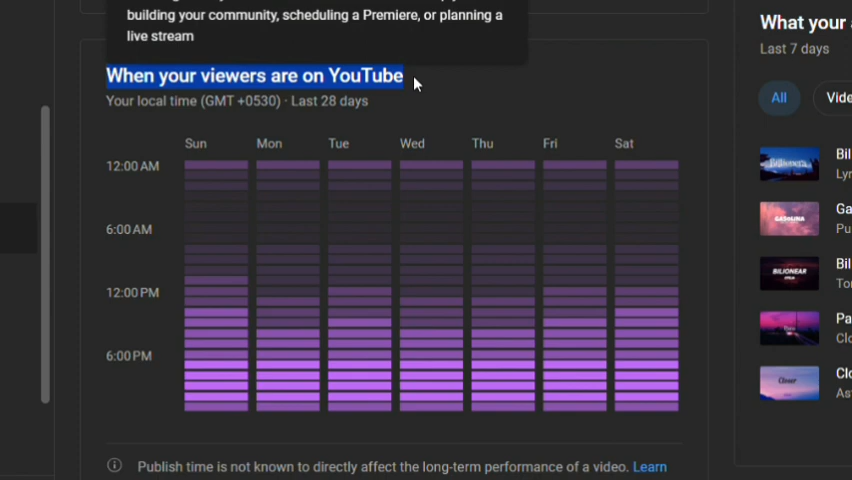 building your community, scheduling a Premiere, or planning a
live stream
When your viewers are on YouTube
Your local time (GMT +0530) · Last 28 days
Sun Mon Tue Wed Thu Fri Sat
12:00 AM
6:00 AM
12:00 PM
6:00 PM
Publish time is not known to directly affect the long-term performance of a video. Learn
What your
Last 7 days
All
Bil
Lyr
Ga
Pu
Bil
Tor
Pa
Clo
Clo
As